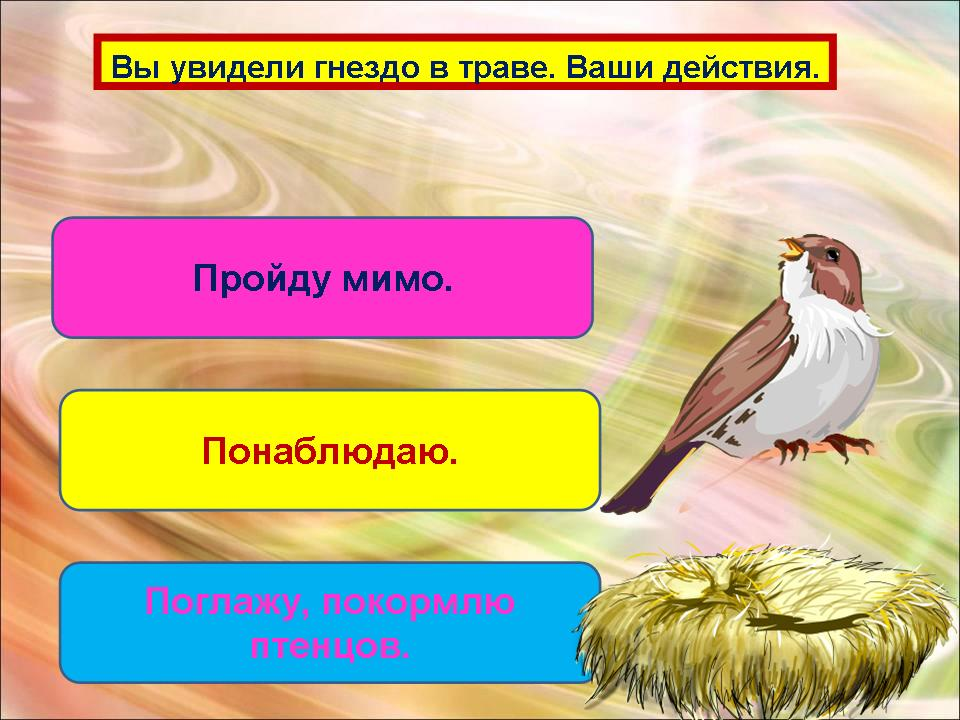 Вы увидели гнездо в траве. Ваши действия.
Пройду мимо.
Понаблюдаю.
Поглажу, покормлю
птенцов.